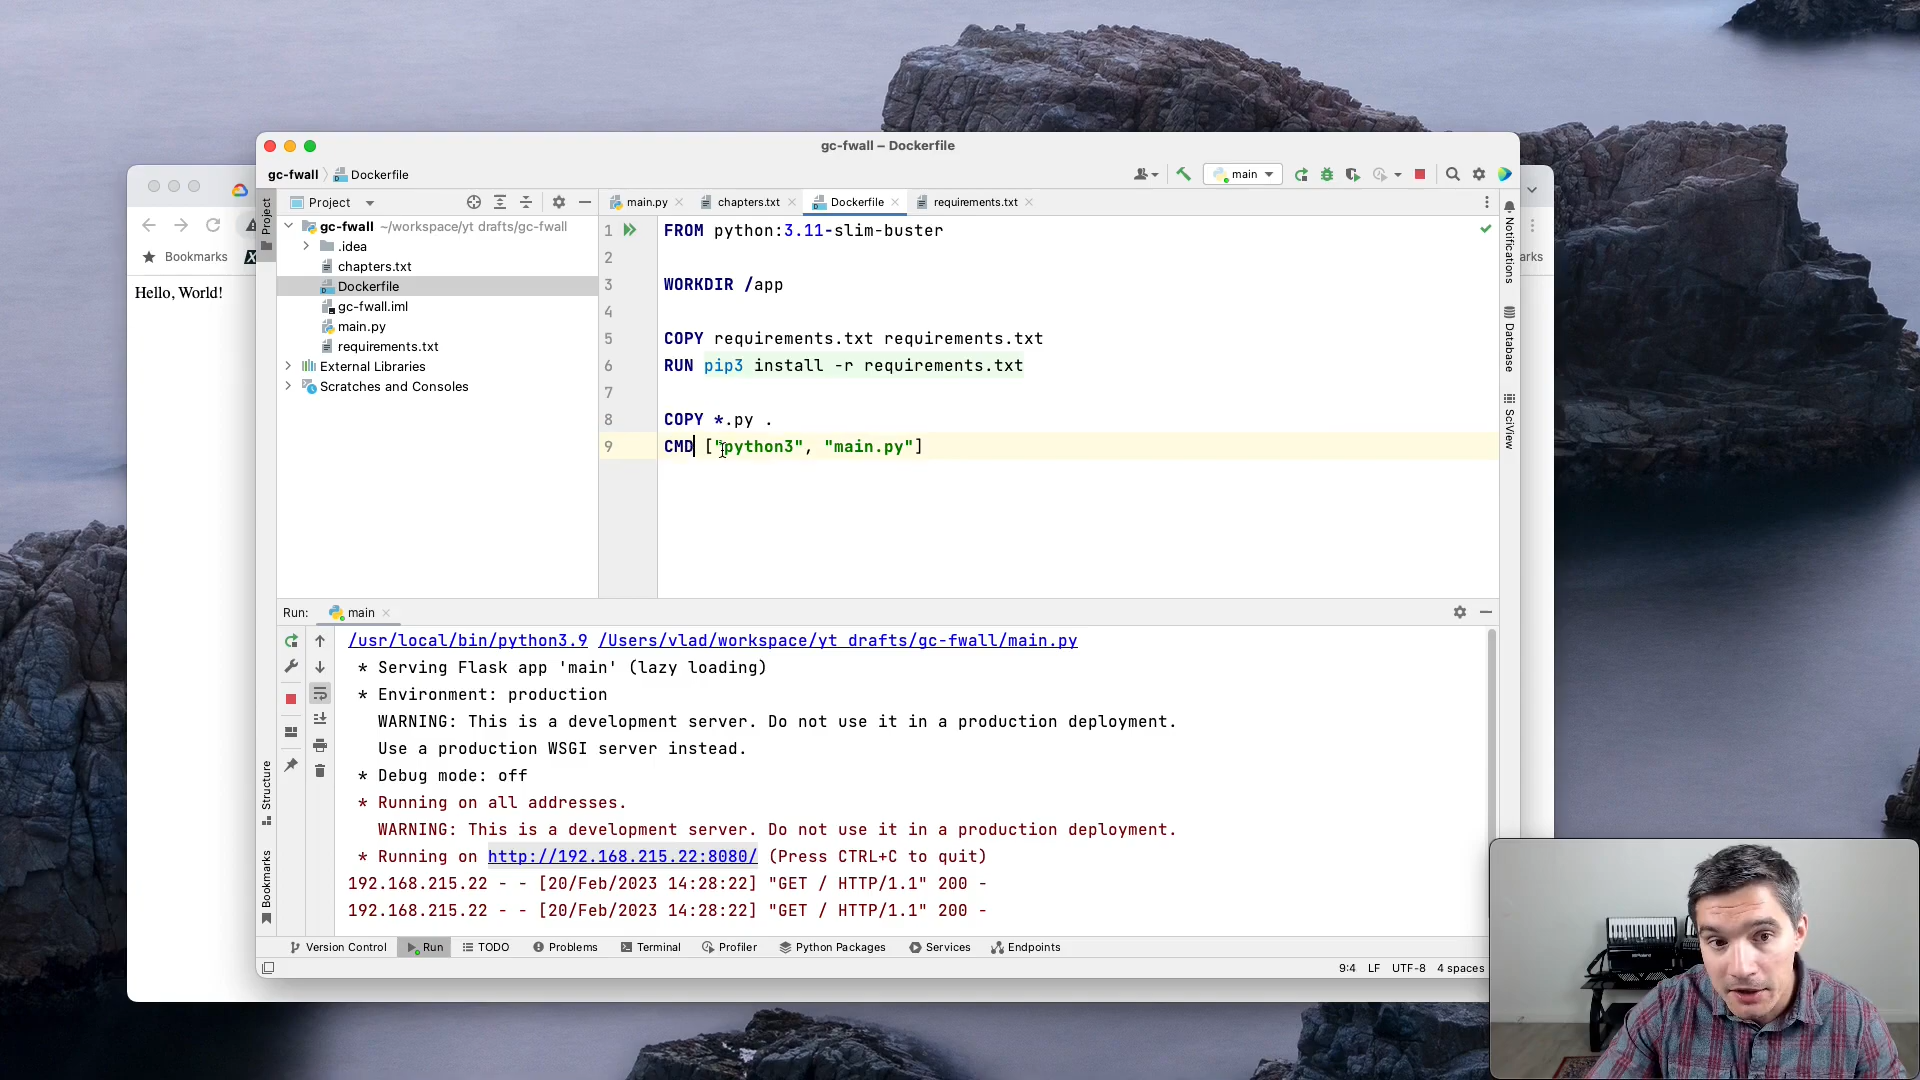 gc-fwall – Dockerfile
gc-fwall Dockerfile
main
Project
main.py
chapters.txt
Dockerfile
requirements.txt
Project
gc-fwall ~/workspace/yt drafts/gc-fwall
.idea
chapters.txt
Dockerfile
gc-fwall.iml
main.py
requirements.txt
External Libraries
Scratches and Consoles
1 FROM python:3.11-slim-buster
2
3 WORKDIR /app
4
5 COPY requirements.txt requirements.txt
6 RUN pip3 install -r requirements.txt
7
8 COPY *.py .
9 CMD ["python3", "main.py"]
Notifications
Database
SciView
Bookmarks
arks
Hello, World!
Run: main
/usr/local/bin/python3.9 /Users/vlad/workspace/yt drafts/gc-fwall/main.py
* Serving Flask app 'main' (lazy loading)
* Environment: production
WARNING: This is a development server. Do not use it in a production deployment.
Use a production WSGI server instead.
* Debug mode: off
* Running on all addresses.
WARNING: This is a development server. Do not use it in a production deployment.
* Running on http://192.168.215.22:8080/ (Press CTRL+C to quit)
192.168.215.22 - - [20/Feb/2023 14:28:22] "GET / HTTP/1.1" 200 -
192.168.215.22 - - [20/Feb/2023 14:28:22] "GET / HTTP/1.1" 200 -
Structure
Bookmarks
Version Control
Run
TODO
Problems
Terminal
Profiler
Python Packages
Services
Endpoints
9:4 LF UTF-8 4 spaces